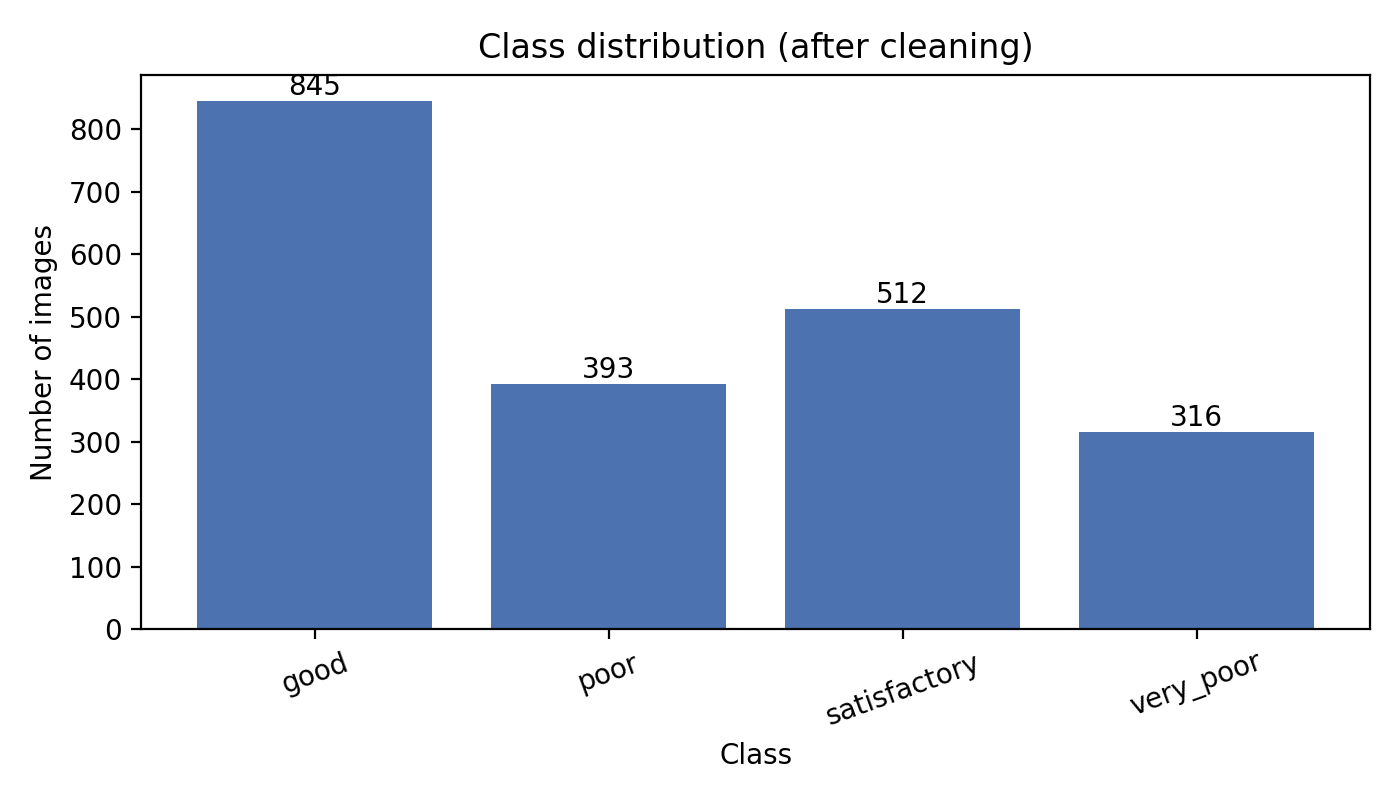 Class distribution (after cleaning)
Number of images
800
700
600
500
400
300
200
100
0
845
393
512
316
good
poor
satisfactory
very_poor
Class